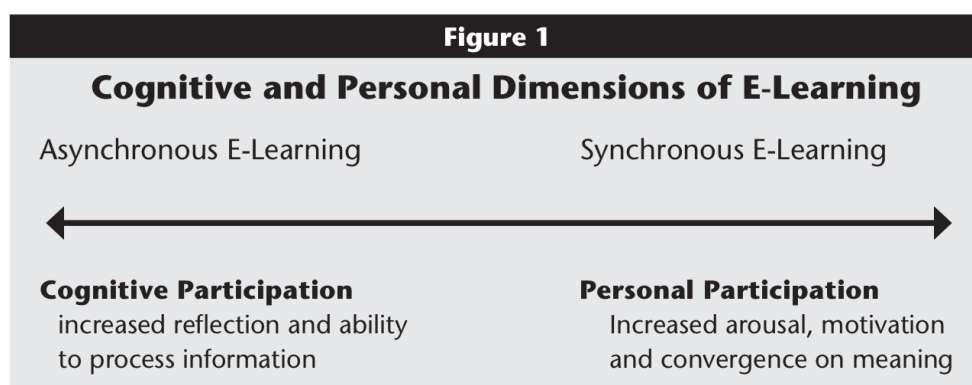 Figure 1
Cognitive and Personal Dimensions of E-Learning
Asynchronous E-Learning
Synchronous E-Learning
Cognitive Participation
increased reflection and ability
to process information
Personal Participation
Increased arousal, motivation
and convergence on meaning